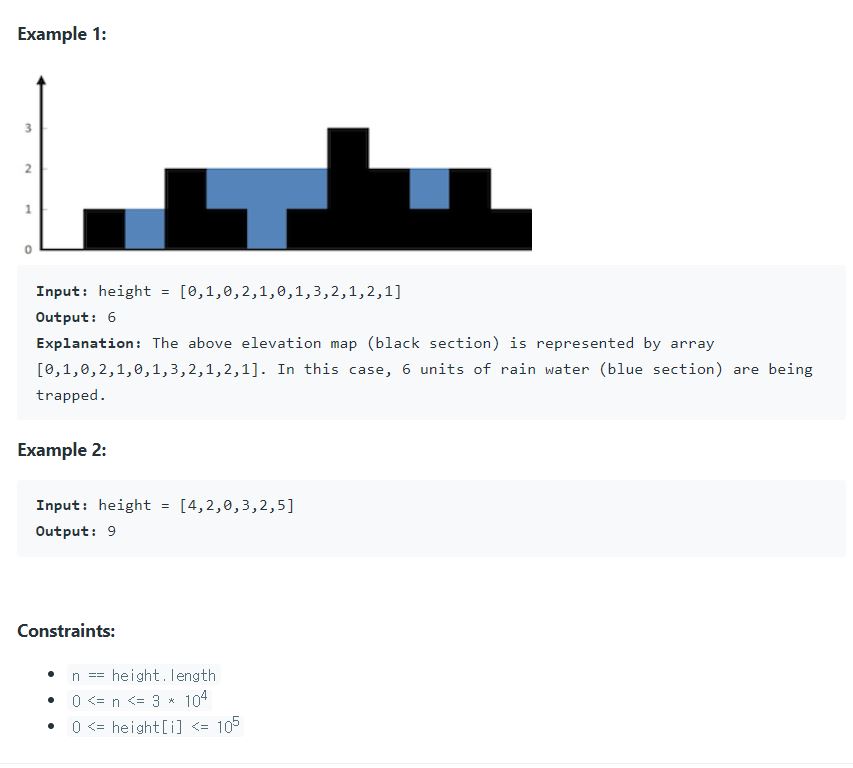 Example 1:
3
2
1
0
Input: height = [0,1,0,2,1,0,1,3,2,1,2,1]
Output: 6
Explanation: The above elevation map (black section) is represented by array
[0,1,0,2,1,0,1,3,2,1,2,1]. In this case, 6 units of rain water (blue section) are being
trapped.
Example 2:
Input: height = [4,2,0,3,2,5]
Output: 9
Constraints:
• n == height.length
• 0 <= n <= 3 * 10⁴
• 0 <= height[i] <= 10⁵